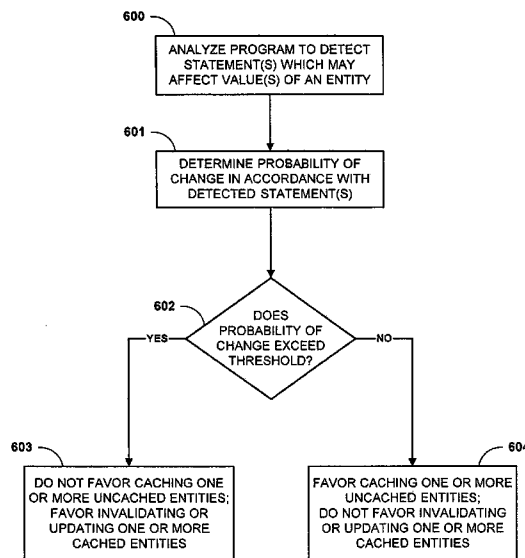 600
ANALYZE PROGRAM TO DETECT
STATEMENT(S) WHICH MAY
AFFECT VALUE(S) OF AN ENTITY
601
DETERMINE PROBABILITY OF
CHANGE IN ACCORDANCE WITH
DETECTED STATEMENT(S)
602
DOES
PROBABILITY OF
CHANGE EXCEED
THRESHOLD?
YES
NO
603
DO NOT FAVOR CACHING ONE
OR MORE UNCACHED ENTITIES;
FAVOR INVALIDATING OR
UPDATING ONE OR MORE
CACHED ENTITIES
604
FAVOR CACHING ONE OR MORE
UNCACHED ENTITIES;
DO NOT FAVOR INVALIDATING
OR UPDATING ONE OR MORE
CACHED ENTITIES